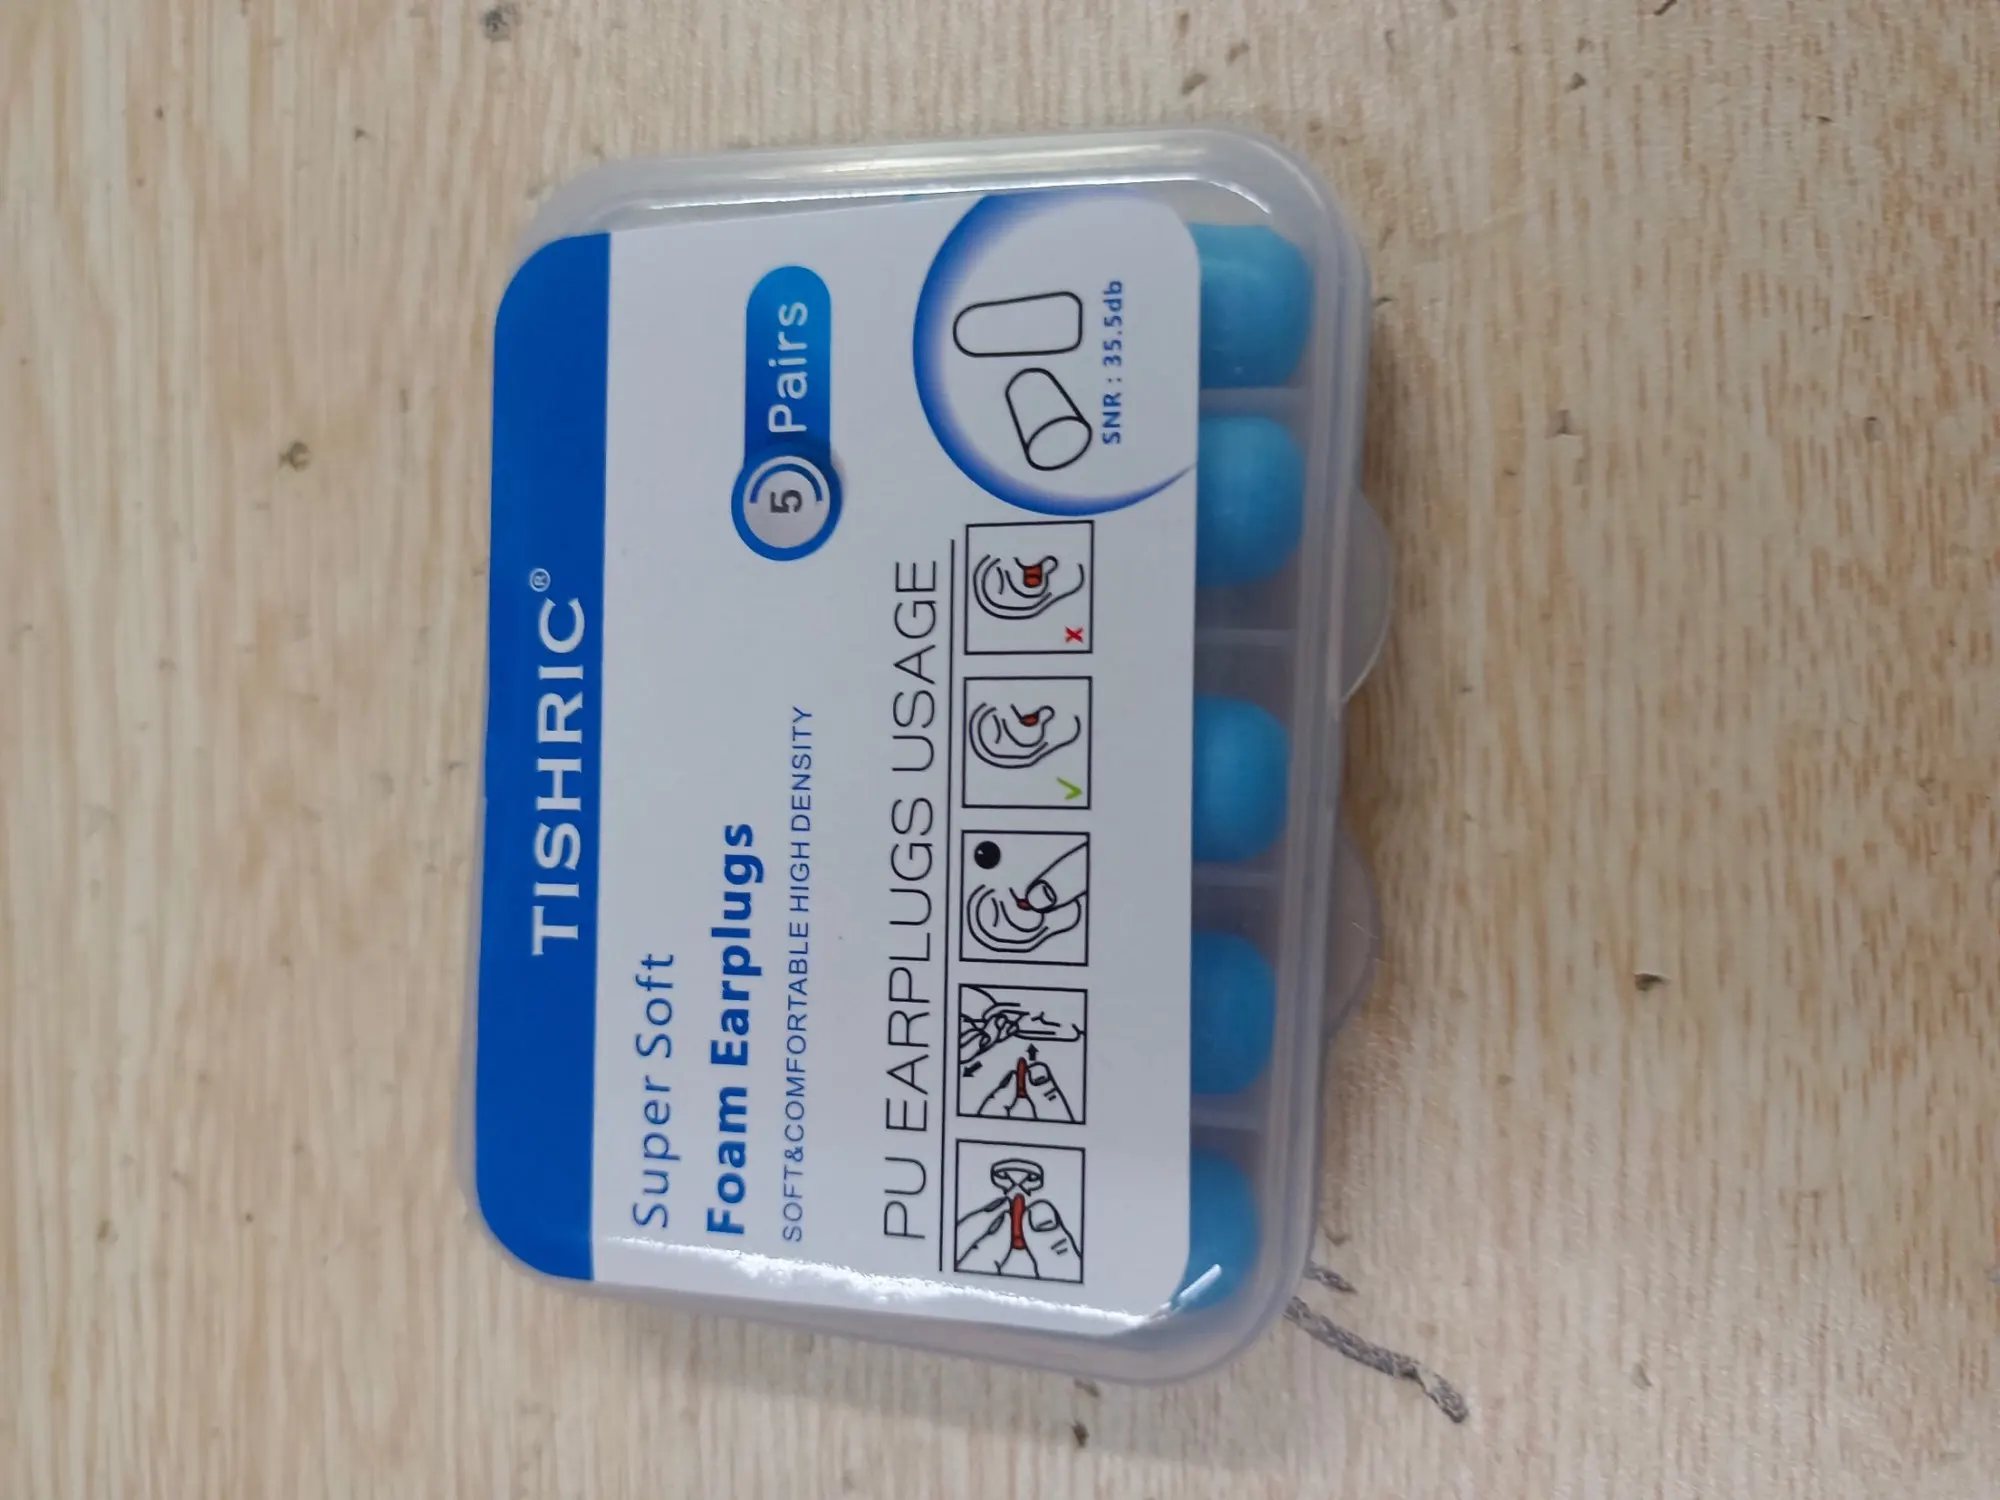 TISHRIC®
Super Soft
Foam Earplugs
5 Pairs
SOFT&COMFORTABLE HIGH DENSITY
PU EARPLUGS USAGE
SNR : 35.5db